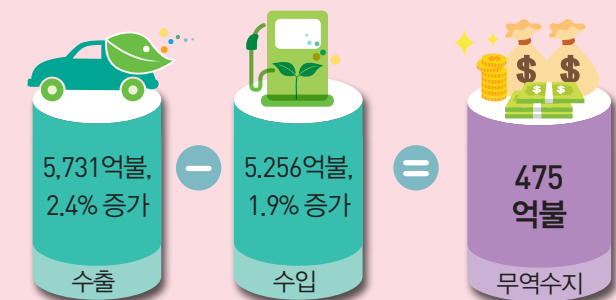 5,731억불,
2.4% 증가
수출
5.256억불,
1.9% 증가
수입
475
억불
무역수지